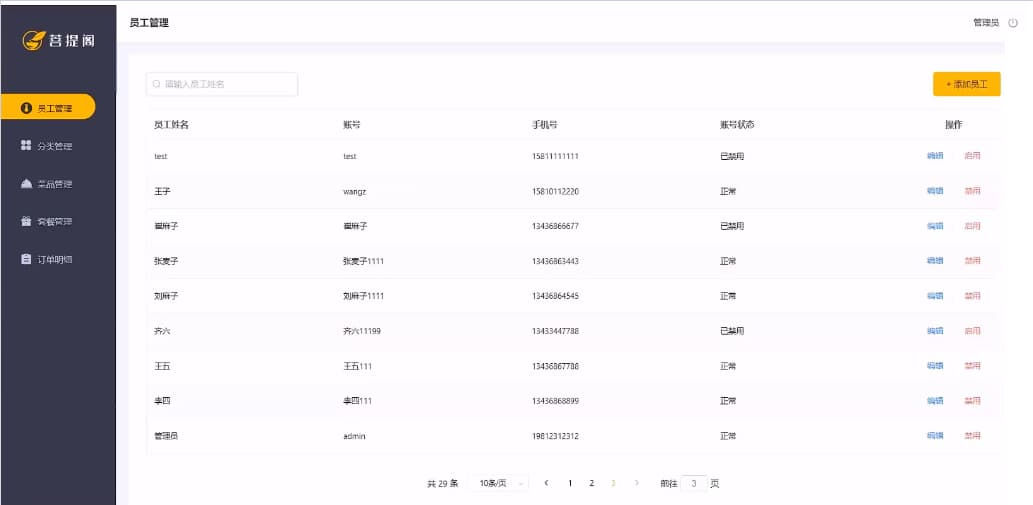 菩提阁
员工管理
管理员
员工管理
分类管理
菜品管理
套餐管理
订单明细
请输入员工姓名
+ 添加员工
员工姓名 账号 手机号 账号状态 操作
test test 15811111111 已禁用 编辑 启用
王子 wangz 15810112220 正常 编辑 禁用
崔麻子 崔麻子 13436866677 已禁用 编辑 启用
张麦子 张麦子1111 13436863443 正常 编辑 禁用
刘麻子 刘麻子1111 13436864545 正常 编辑 禁用
齐六 齐六11199 13433447788 已禁用 编辑 启用
王五 王五111 13436867788 正常 编辑 禁用
李四 李四111 13436868899 正常 编辑 禁用
管理员 admin 19812312312 正常 编辑 禁用
共 29 条 10条/页 1 2 3 前往 3 页